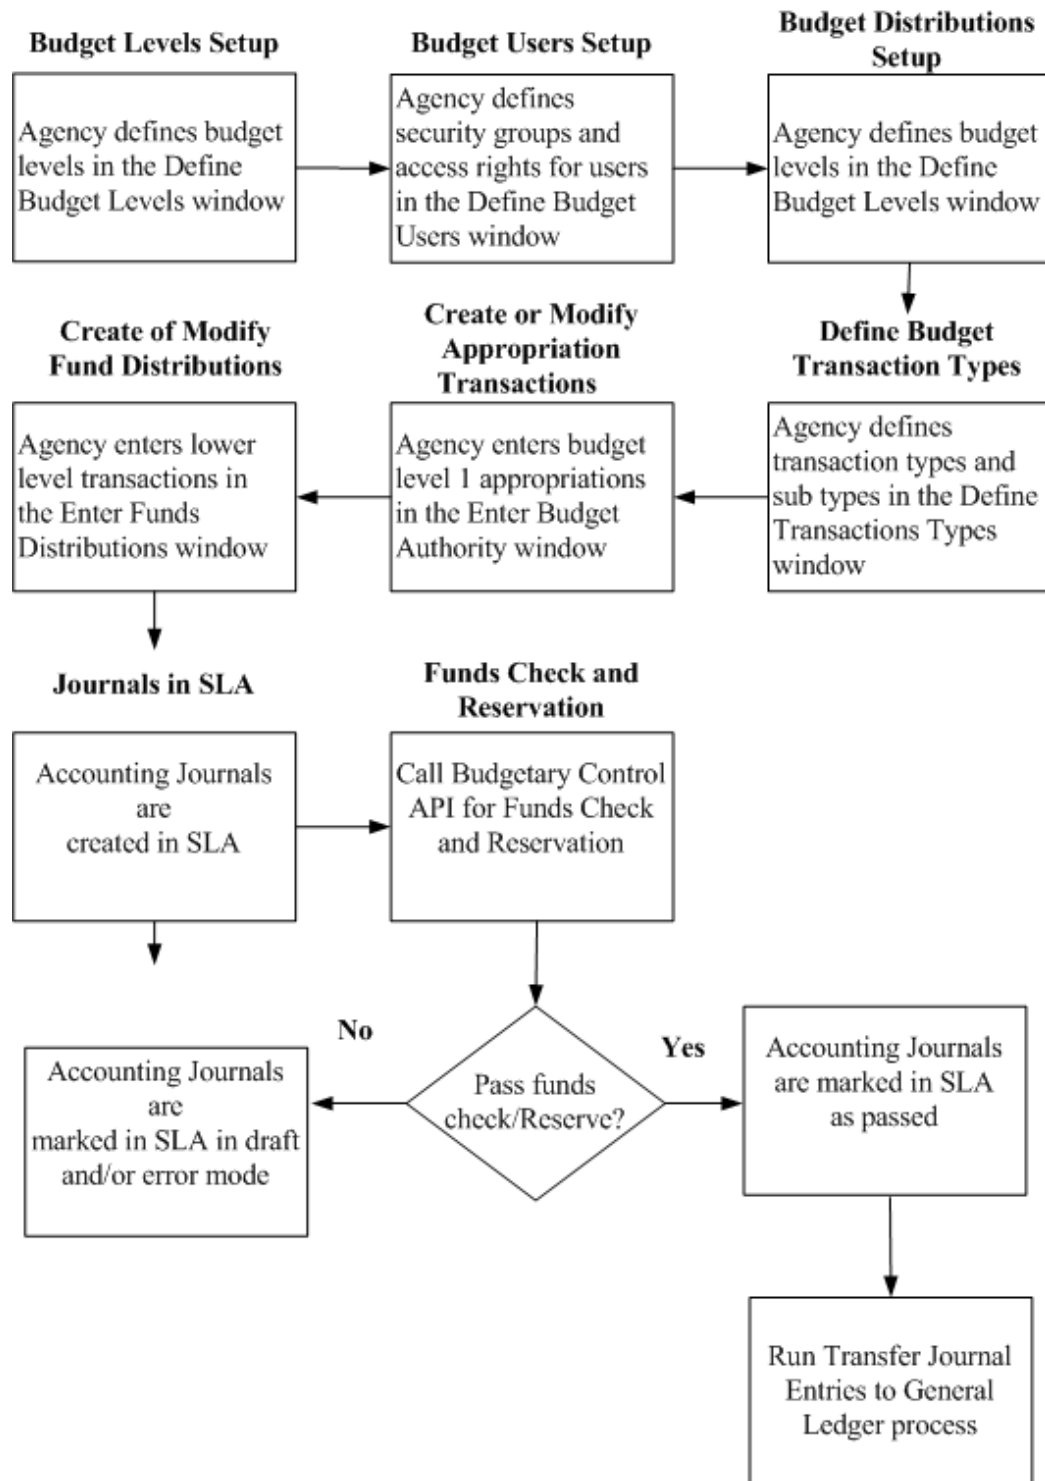 Budget Levels Setup
Agency defines budget
levels in the Define
Budget Levels window
Budget Users Setup
Agency defines
security groups and
access rights for users
in the Define Budget
Users window
Budget Distributions
Setup
Agency defines budget
levels in the Define
Budget Levels window
Define Budget
Transaction Types
Agency defines
transaction types and
sub types in the Define
Transactions Types
window
Create or Modify
Appropriation
Transactions
Agency enters budget
level 1 appropriations
in the Enter Budget
Authority window
Create of Modify
Fund Distributions
Agency enters lower
level transactions in
the Enter Funds
Distributions window
Journals in SLA
Accounting Journals
are
created in SLA
Funds Check and
Reservation
Call Budgetary Control
API for Funds Check
and Reservation
Pass funds
check/Reserve?
No
Accounting Journals
are
marked in SLA in draft
and/or error mode
Yes
Accounting Journals
are marked in SLA
as passed
Run Transfer Journal
Entries to General
Ledger process